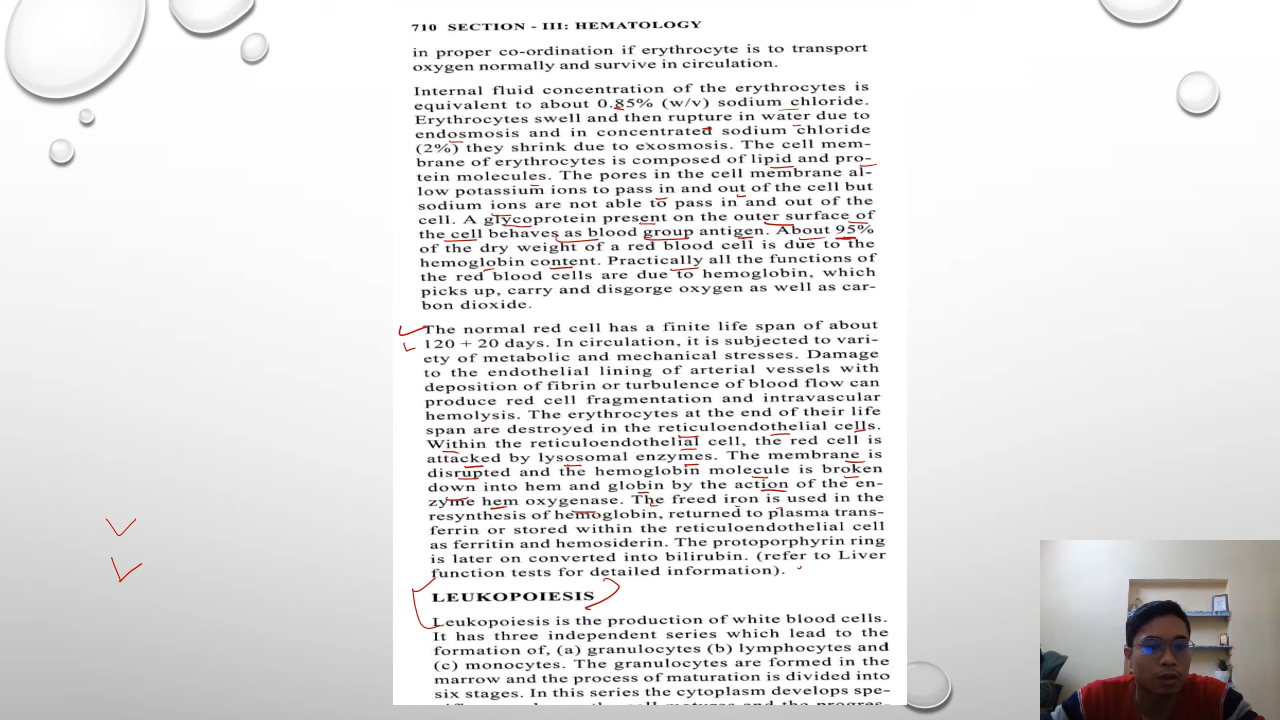 710 SECTION - III: HEMATOLOGY
in proper co-ordination if erythrocyte is to transport
oxygen normally and survive in circulation.
Internal fluid concentration of the erythrocytes is
equivalent to about 0.85% (w/v) sodium chloride.
Erythrocytes swell and then rupture in water due to
endosmosis and in concentrated sodium chloride
(2%) they shrink due to exosmosis. The cell mem-
brane of erythrocytes is composed of lipid and pro-
tein molecules. The pores in the cell membrane al-
low potassium ions to pass in and out of the cell but
sodium ions are not able to pass in and out of the
cell. A glycoprotein present on the outer surface of
the cell behaves as blood group antigen. About 95%
of the dry weight of a red blood cell is due to the
hemoglobin content. Practically all the functions of
the red blood cells are due to hemoglobin, which
picks up, carry and disgorge oxygen as well as car-
bon dioxide.
The normal red cell has a finite life span of about
120 + 20 days. In circulation, it is subjected to vari-
ety of metabolic and mechanical stresses. Damage
to the endothelial lining of arterial vessels with
deposition of fibrin or turbulence of blood flow can
produce red cell fragmentation and intravascular
hemolysis. The erythrocytes at the end of their life
span are destroyed in the reticuloendothelial cells.
Within the reticuloendothelial cell, the red cell is
attacked by lysosomal enzymes. The membrane is
disrupted and the hemoglobin molecule is broken
down into hem and globin by the action of the en-
zyme hem oxygenase. The freed iron is used in the
resynthesis of hemoglobin, returned to plasma trans-
ferrin or stored within the reticuloendothelial cell
as ferritin and hemosiderin. The protoporphyrin ring
is later on converted into bilirubin. (refer to Liver
function tests for detailed information).
LEUKOPOIESIS
Leukopoiesis is the production of white blood cells.
It has three independent series which lead to the
formation of, (a) granulocytes (b) lymphocytes and
(c) monocytes. The granulocytes are formed in the
marrow and the process of maturation is divided into
six stages. In this series the cytoplasm develops spe-